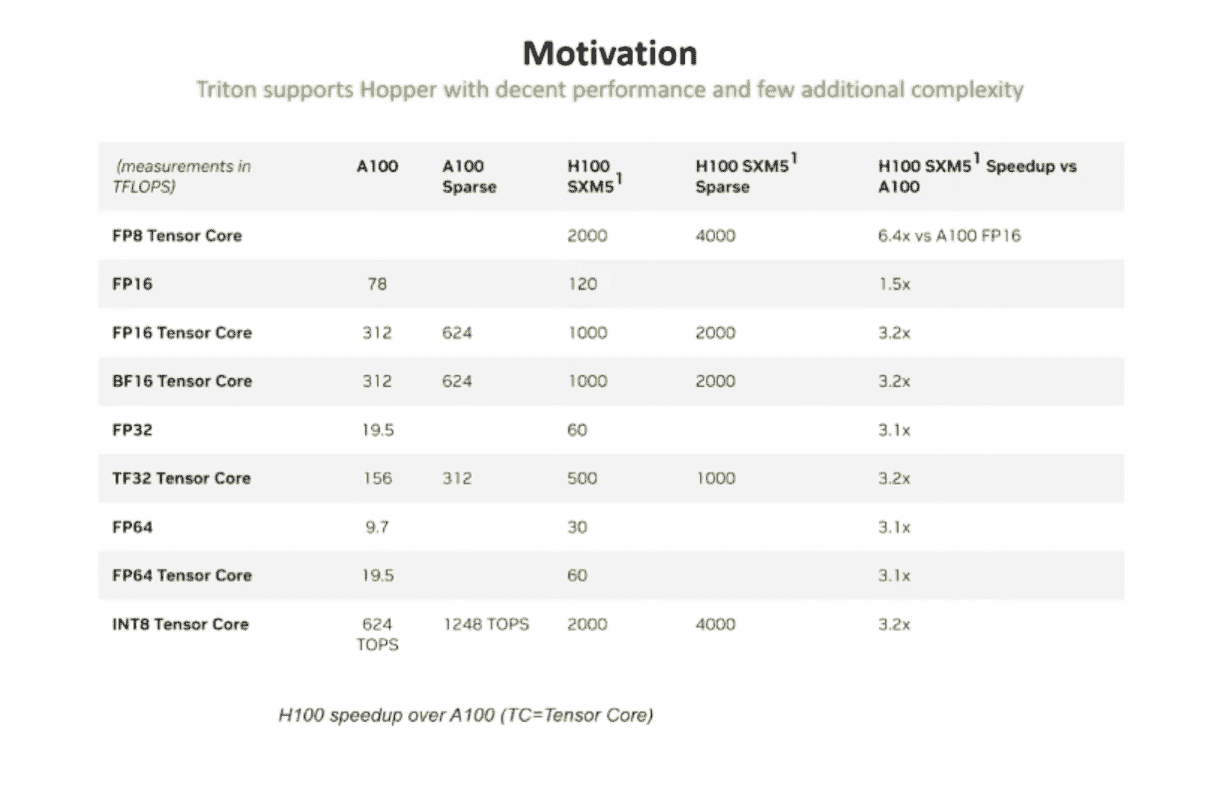 Motivation
Triton supports Hopper with decent performance and few additional complexity
(measurements in TFLOPS) A100 A100 Sparse H100 SXM5¹ H100 SXM5¹ Sparse H100 SXM5¹ Speedup vs A100
FP8 Tensor Core 2000 4000 6.4x vs A100 FP16
FP16 78 120 1.5x
FP16 Tensor Core 312 624 1000 2000 3.2x
BF16 Tensor Core 312 624 1000 2000 3.2x
FP32 19.5 60 3.1x
TF32 Tensor Core 156 312 500 1000 3.2x
FP64 9.7 30 3.1x
FP64 Tensor Core 19.5 60 3.1x
INT8 Tensor Core 624 TOPS 1248 TOPS 2000 4000 3.2x
H100 speedup over A100 (TC=Tensor Core)